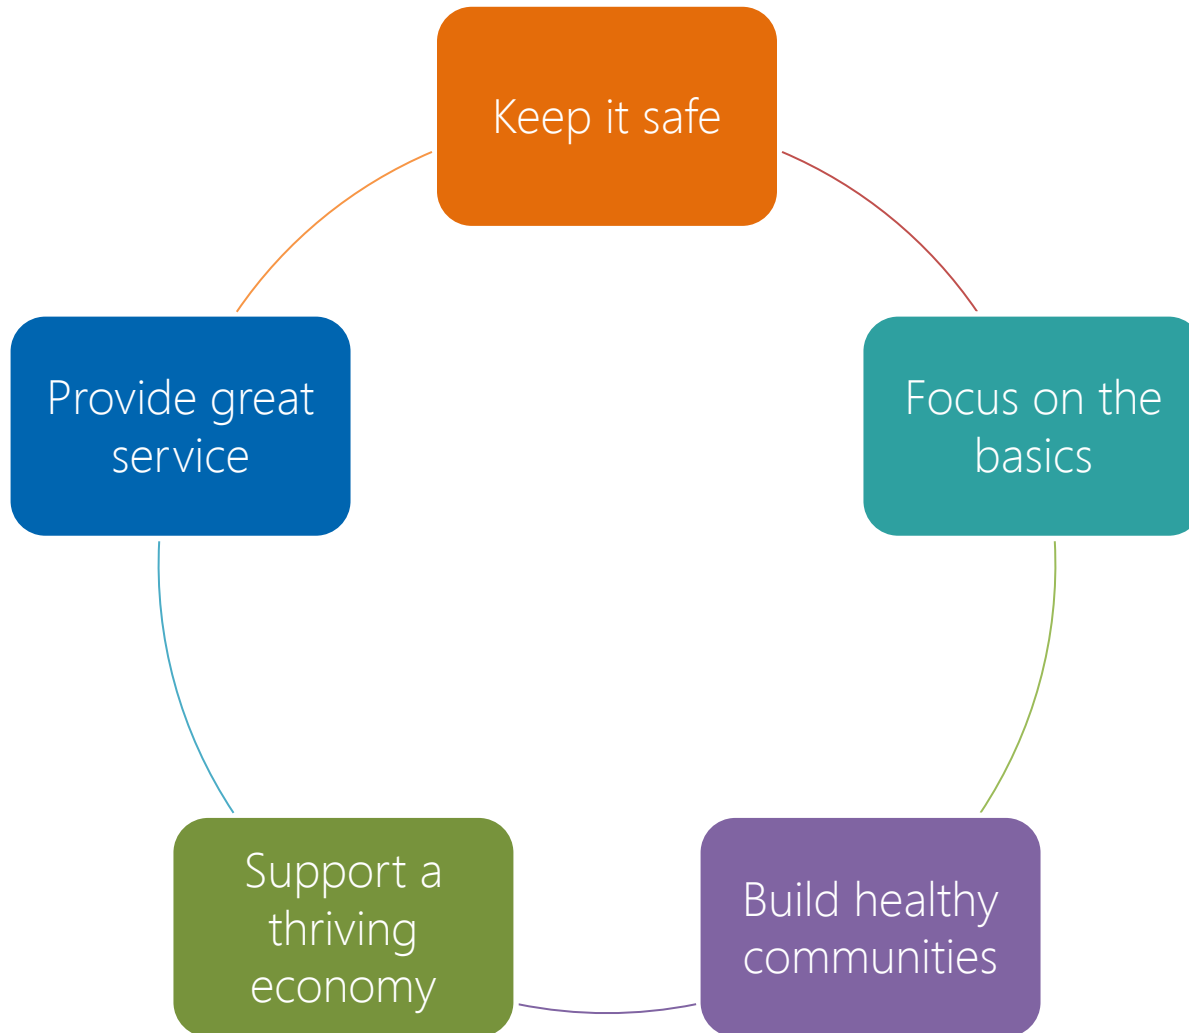 Keep it safe
Provide great
service
Focus on the
basics
Support a
thriving
economy
Build healthy
communities